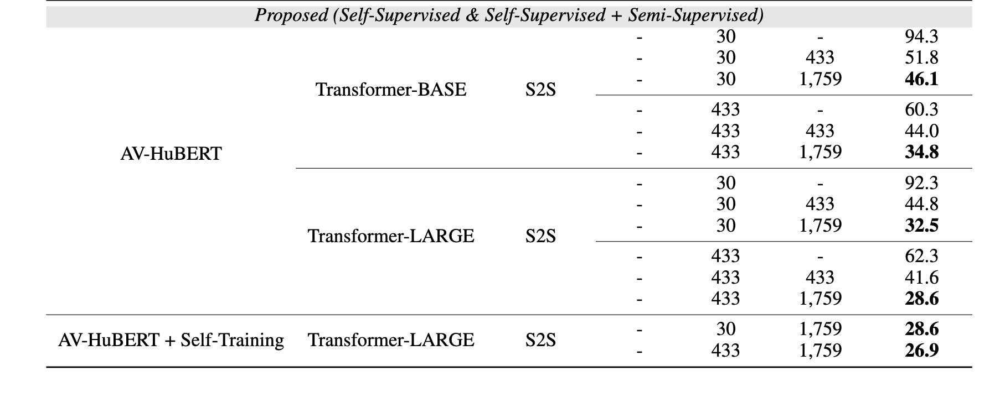 Proposed (Self-Supervised & Self-Supervised + Semi-Supervised)
- 30 - 94.3
- 30 433 51.8
- 30 1,759 46.1
Transformer-BASE S2S
- 433 - 60.3
- 433 433 44.0
- 433 1,759 34.8
AV-HuBERT
- 30 - 92.3
- 30 433 44.8
- 30 1,759 32.5
Transformer-LARGE S2S
- 433 - 62.3
- 433 433 41.6
- 433 1,759 28.6
- 30 1,759 28.6
AV-HuBERT + Self-Training Transformer-LARGE S2S
- 433 1,759 26.9